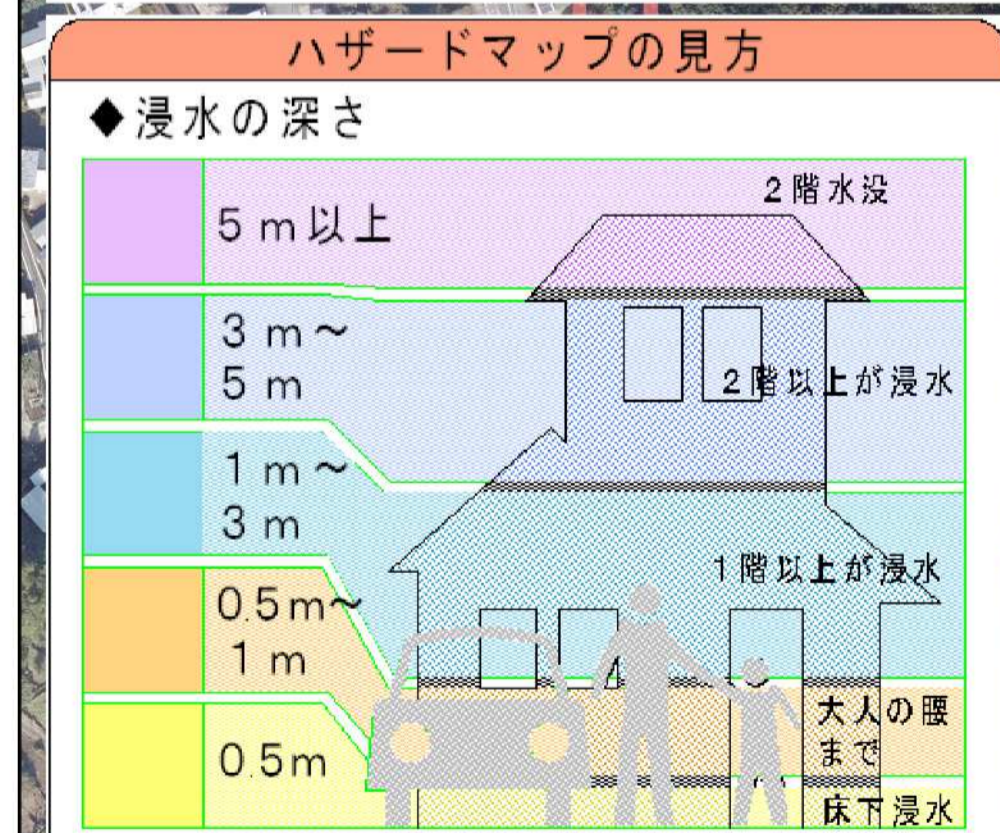 ハザードマップの見方
◆浸水の深さ
2階水没
5m以上
3m～
5m
2階以上が浸水
1m～
3m
1階以上が浸水
0.5m～
1m
大人の腰
まで
0.5m
床下浸水